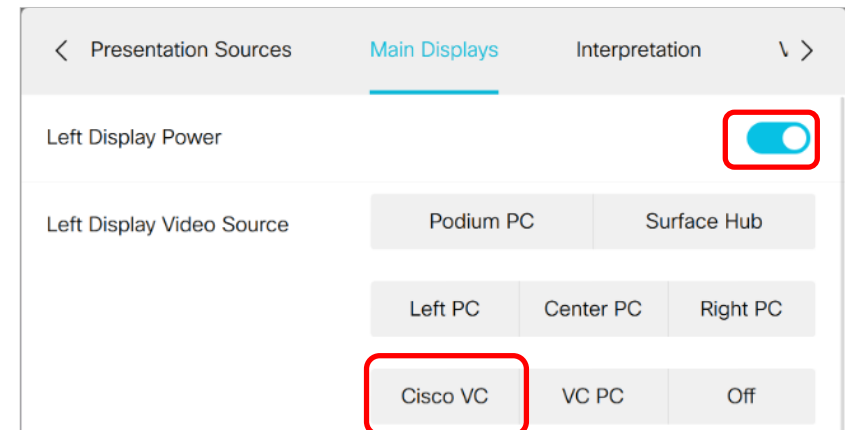 Presentation Sources Main Displays Interpretation
Left Display Power
Left Display Video Source Podium PC Surface Hub
Left PC Center PC Right PC
Cisco VC VC PC Off